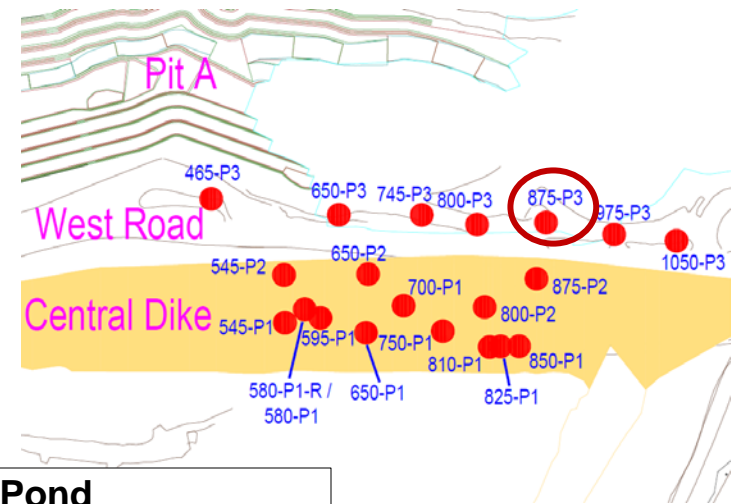 Pit A
465-P3
650-P3
745-P3
800-P3
875-P3
975-P3
1050-P3
West Road
545-P2
650-P2
875-P2
700-P1
800-P2
Central Dike
545-P1
595-P1
750-P1
810-P1
850-P1
580-P1-R /
580-P1
650-P1
825-P1
Pond